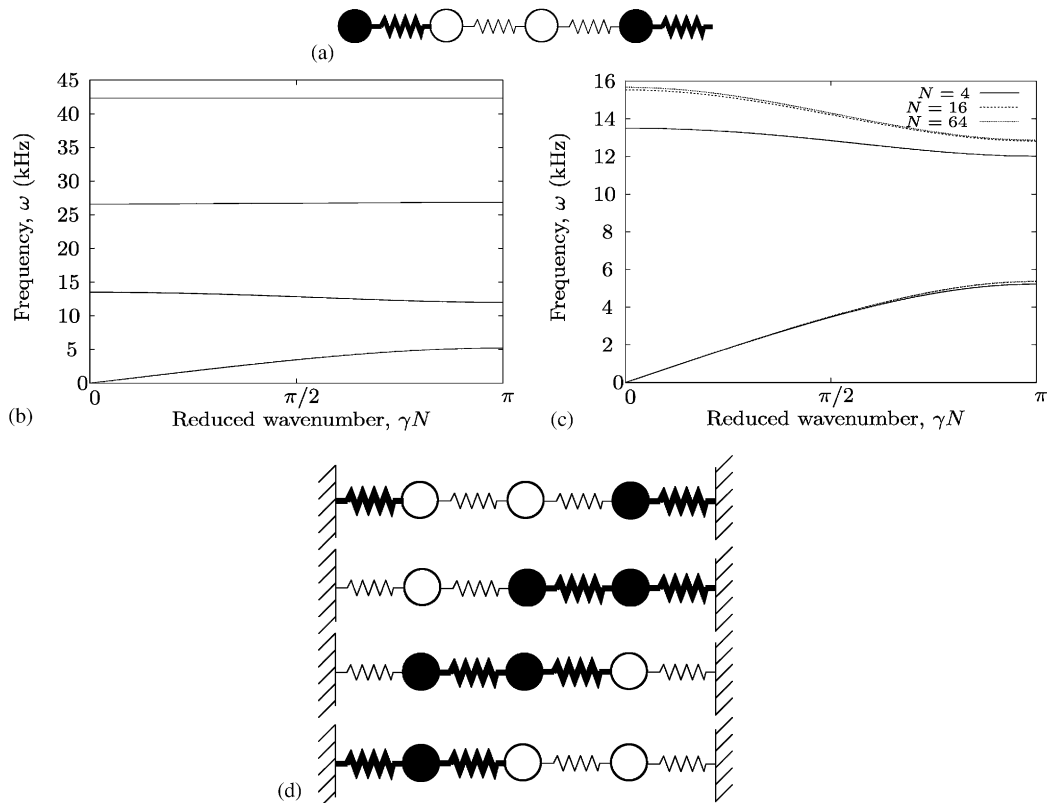 (a)
45
40
35
30
25
20
15
10
5
0
Frequency, ω (kHz)
0
π/2
π
Reduced wavenumber, γN
(b)
16
14
12
10
8
6
4
2
0
Frequency, ω (kHz)
N = 4
N = 16
N = 64
0
π/2
π
Reduced wavenumber, γN
(c)
(d)